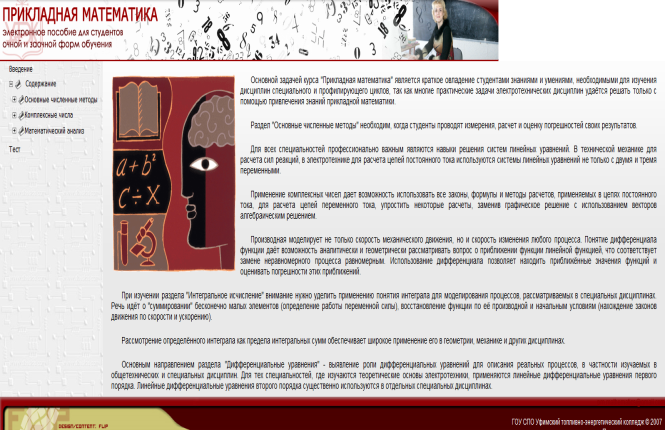 ПРИКЛАДНАЯ МАТЕМАТИКА
электронное пособие для студентов
очной и заочной форм обучения
Введение
Содержание
Основные численные методы
Комплексные числа
Математический анализ
Тест
a + b²
c ÷ x
Основной задачей курса "Прикладная математика" является краткое овладение студентами знаниями и умениями, необходимыми для изучения
дисциплин специального и профилирующего циклов, так как многие практические задачи электротехнических дисциплин удаётся решать только с
помощью привлечения знаний прикладной математики.
Раздел "Основные численные методы" необходим, когда студенты проводят измерения, расчет и оценку погрешностей своих результатов.
Для всех специальностей профессионально важным являются навыки решения систем линейных уравнений. В технической механике для
расчета сил реакций, в электротехнике для расчета цепей постоянного тока используются системы линейных уравнений не только с двумя и тремя
переменными.
Применение комплексных чисел дает возможность использовать все законы, формулы и методы расчетов, применяемых в цепях постоянного
тока, для расчета цепей переменного тока, упростить некоторые расчеты, заменив графическое решение с использованием векторов
алгебраическим решением.
Производная моделирует не только скорость механического движения, но и скорость изменения любого процесса. Понятие дифференциала
функции даёт возможность аналитически и геометрически рассматривать вопрос о приближении функции линейной функцией, что соответствует
замене неравномерного процесса равномерным. Использование дифференциала позволяет находить приближённые значения функций и
оценивать погрешности этих приближений.
При изучении раздела "Интегральное исчисление" внимание нужно уделить применению понятия интеграла для моделирования процессов, рассматриваемых в специальных дисциплинах.
Речь идёт о "суммировании" бесконечно малых элементов (определение работы переменной силы), восстановление функции по её производной и начальным условиям (нахождение законов
движения по скорости и ускорению).
Рассмотрение определённого интеграла как предела интегральных сумм обеспечивает широкое применение его в геометрии, механике и других дисциплинах.
Основным направлением раздела "Дифференциальные уравнения" - выявление роли дифференциальных уравнений для описания реальных процессов, в частности изучаемых в
общетехнических и специальных дисциплин. Для тех специальностей, где изучаются теоретические основы электротехники, применяются линейные дифференциальные уравнения первого
порядка. Линейные дифференциальные уравнения второго порядка существенно используются в отдельных специальных дисциплинах.
DESIGN/CONTENT: FLIP
ГОУ СПО Уфимский топливно-энергетический колледж © 2007